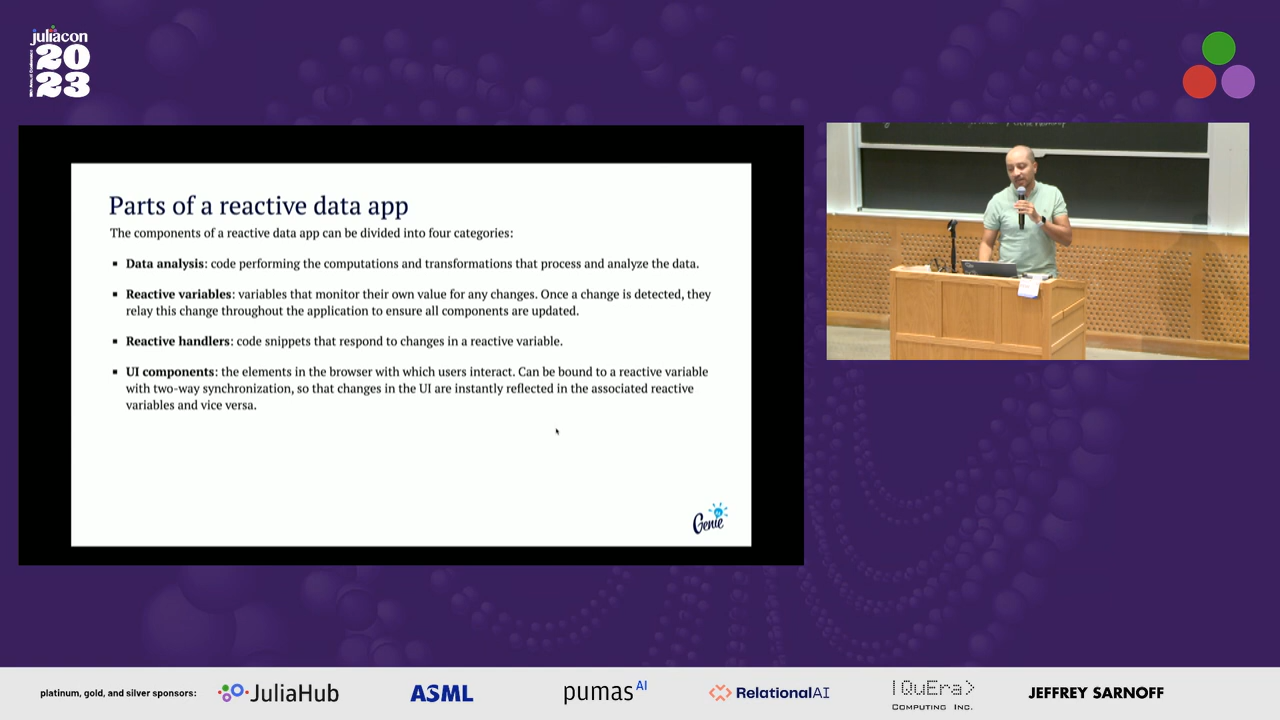 juliacon
20
23
Parts of a reactive data app
The components of a reactive data app can be divided into four categories:
▪ Data analysis: code performing the computations and transformations that process and analyze the data.
▪ Reactive variables: variables that monitor their own value for any changes. Once a change is detected, they
relay this change throughout the application to ensure all components are updated.
▪ Reactive handlers: code snippets that respond to changes in a reactive variable.
▪ UI components: the elements in the browser with which users interact. Can be bound to a reactive variable
with two-way synchronization, so that changes in the UI are instantly reflected in the associated reactive
variables and vice versa.
Genie
platinum, gold, and silver sponsors:
JuliaHub
ASML
pumas AI
RelationalAI
|QuEra>
COMPUTING INC.
JEFFREY SARNOFF